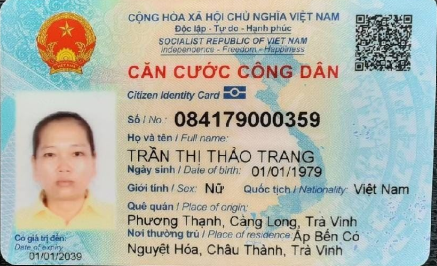 CỘNG HÒA XÃ HỘI CHỦ NGHĨA VIỆT NAM
Độc lập - Tự do - Hạnh phúc
SOCIALIST REPUBLIC OF VIET NAM
Independence - Freedom - Happiness
CĂN CƯỚC CÔNG DÂN
Citizen Identity Card
Số / No.: 084179000359
Họ và tên / Full name:
TRẦN THỊ THẢO TRANG
Ngày sinh / Date of birth: 01/01/1979
Giới tính / Sex: Nữ Quốc tịch / Nationality: Việt Nam
Quê quán / Place of origin:
Phương Thạnh, Càng Long, Trà Vinh
Nơi thường trú / Place of residence: Ấp Bến Có
Nguyệt Hóa, Châu Thành, Trà Vinh
Có giá trị đến:
Date of expiry
01/01/2039